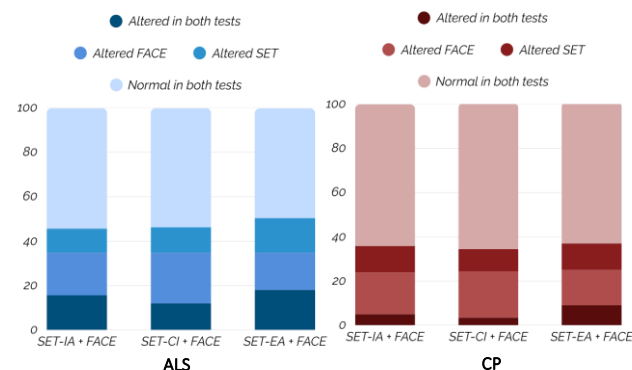 Altered in both tests
Altered FACE Altered SET
Normal in both tests
100
80
60
40
20
0
SET-IA + FACE SET-CI + FACE SET-EA + FACE
ALS
Altered in both tests
Altered FACE Altered SET
Normal in both tests
100
80
60
40
20
0
SET-IA + FACE SET-CI + FACE SET-EA + FACE
CP